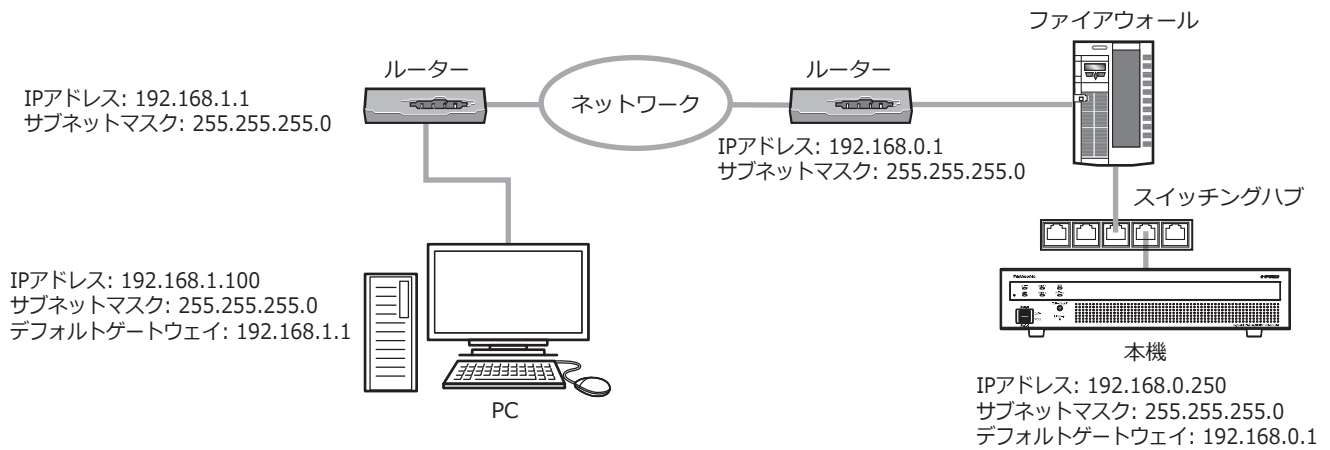 ファイアウォール
ルーター
ルーター
ネットワーク
IPアドレス: 192.168.1.1
サブネットマスク: 255.255.255.0
IPアドレス: 192.168.0.1
サブネットマスク: 255.255.255.0
スイッチングハブ
IPアドレス: 192.168.1.100
サブネットマスク: 255.255.255.0
デフォルトゲートウェイ: 192.168.1.1
Panasonic
PC
本機
IPアドレス: 192.168.0.250
サブネットマスク: 255.255.255.0
デフォルトゲートウェイ: 192.168.0.1